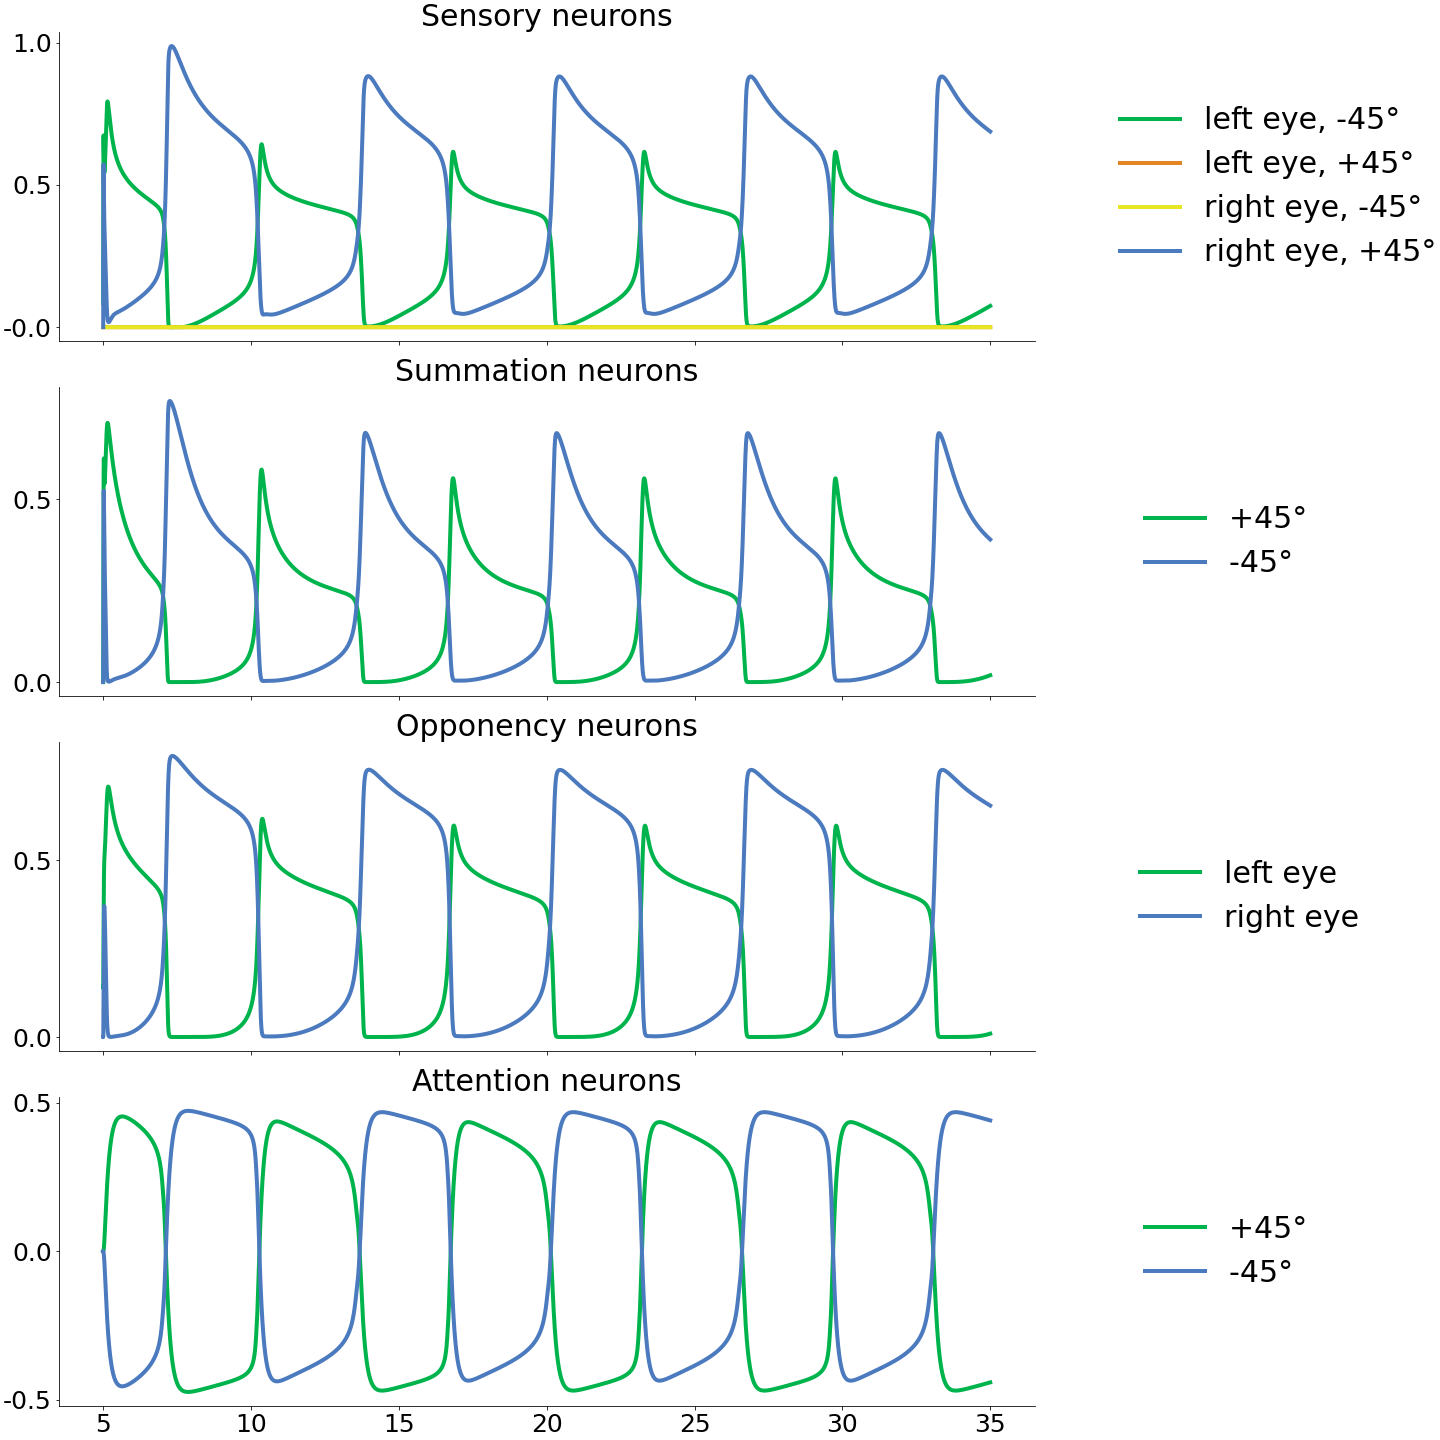 Sensory neurons
1.0
0.5
-0.0
left eye, -45°
left eye, +45°
right eye, -45°
right eye, +45°
Summation neurons
0.5
0.0
+45°
-45°
Opponency neurons
0.5
0.0
left eye
right eye
Attention neurons
0.5
0.0
-0.5
+45°
-45°
5 10 15 20 25 30 35